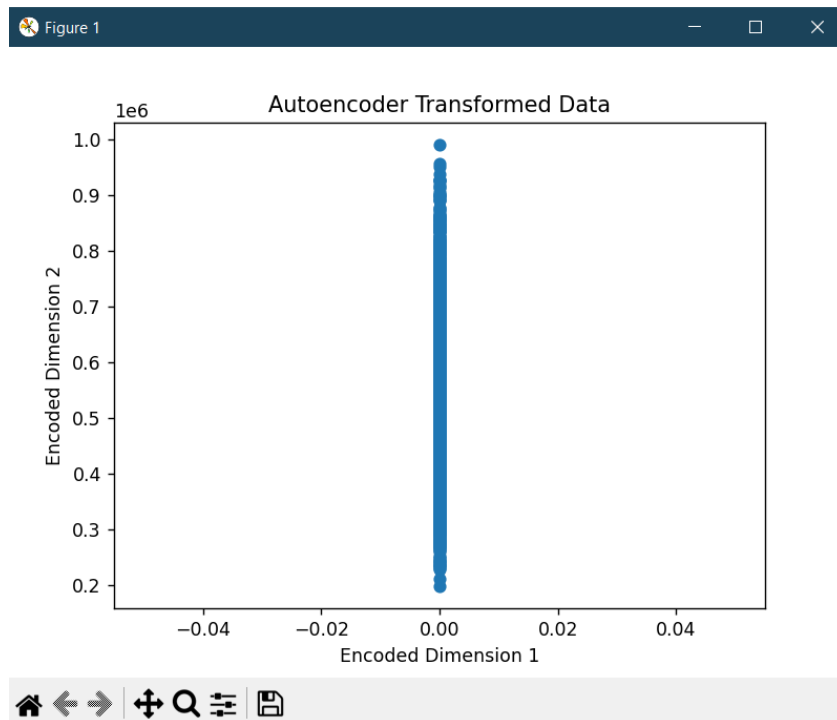 Figure 1
Autoencoder Transformed Data
1e6
1.0
0.9
0.8
0.7
0.6
0.5
0.4
0.3
0.2
Encoded Dimension 2
−0.04 −0.02 0.00 0.02 0.04
Encoded Dimension 1